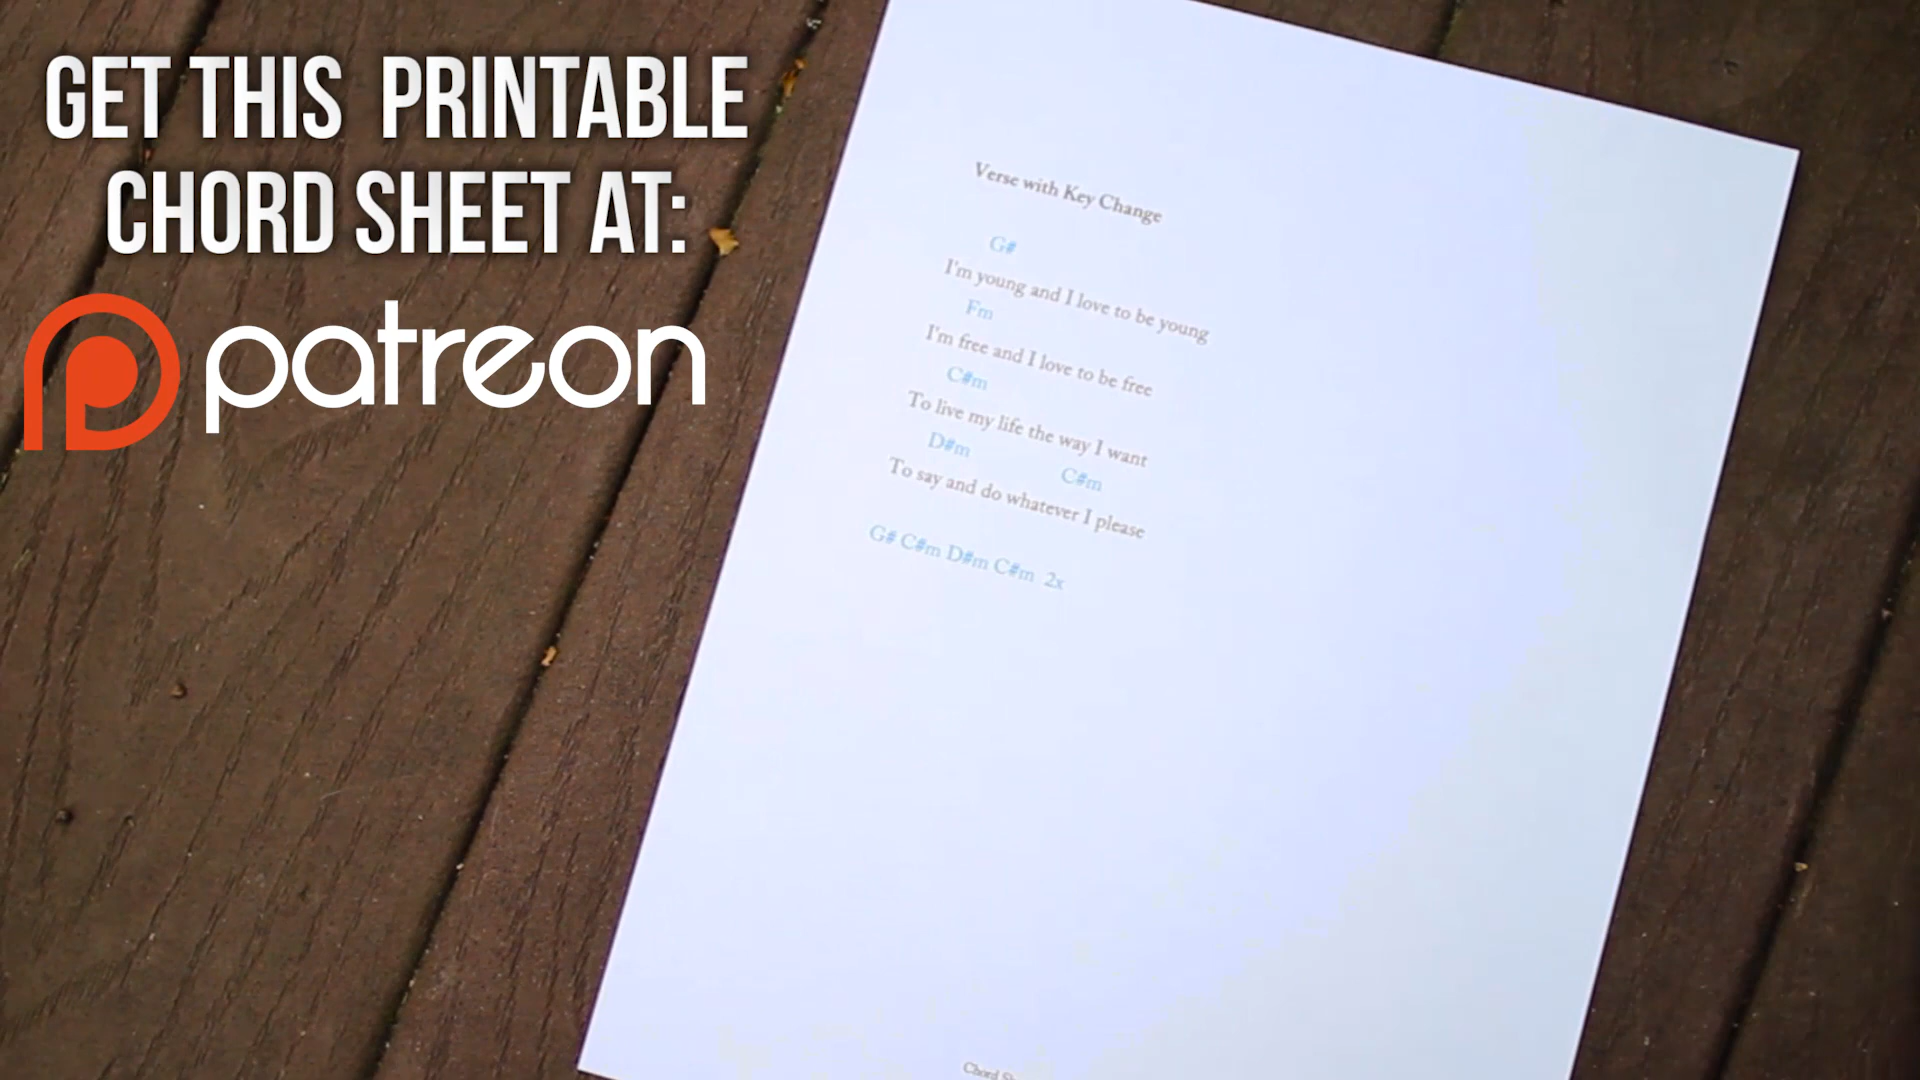 GET THIS PRINTABLE
CHORD SHEET AT:
patreon
Verse with Key Change
G#
I'm young and I love to be young
Fm
I'm free and I love to be free
C#m
To live my life the way I want
D#m C#m
To say and do whatever I please
G# C#m D#m C#m 2x
Chord